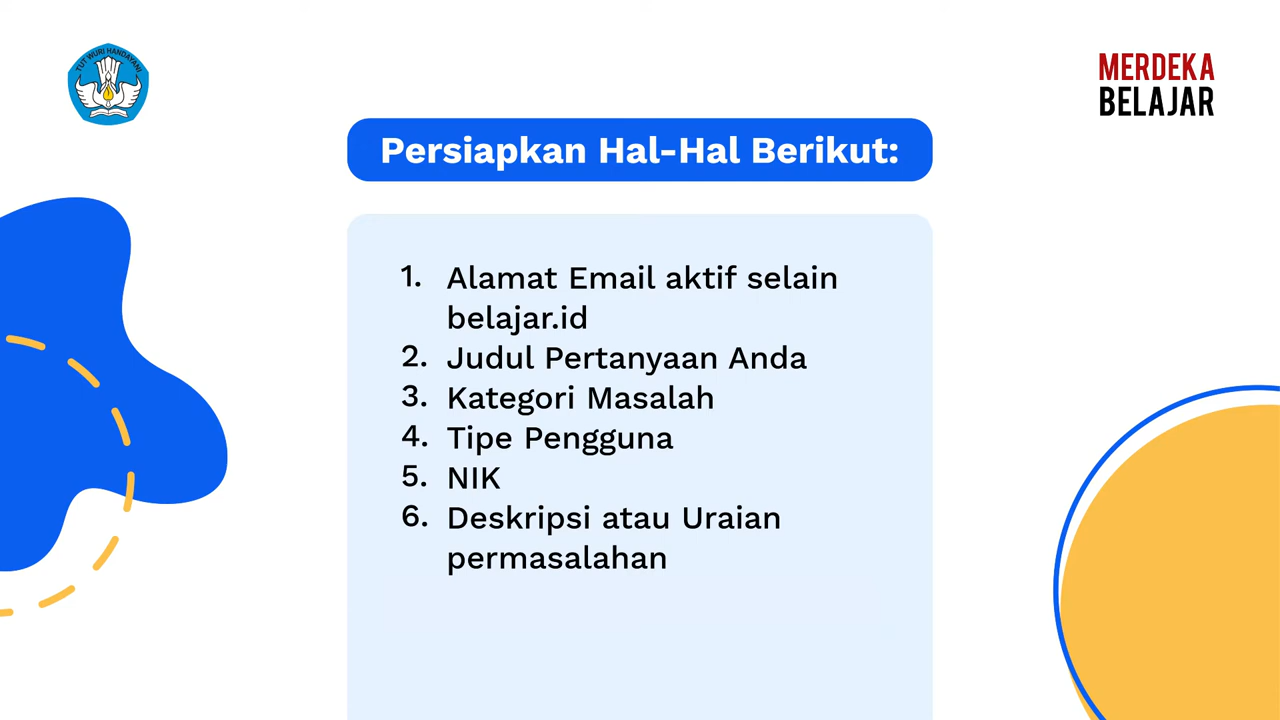 TUT WURI HANDAYANI
MERDEKA
BELAJAR
Persiapkan Hal-Hal Berikut:
1. Alamat Email aktif selain
belajar.id
2. Judul Pertanyaan Anda
3. Kategori Masalah
4. Tipe Pengguna
5. NIK
6. Deskripsi atau Uraian
permasalahan